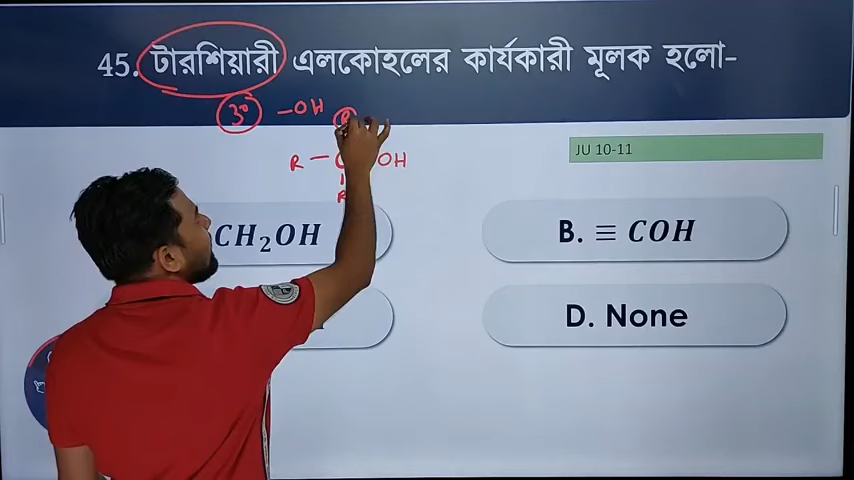 45. টারশিয়ারী এলকোহলের কার্যকারী মূলক হলো-
3° –OH
R
JU 10-11
R – C OH
R
CH₂OH
B. ≡ COH
D. None